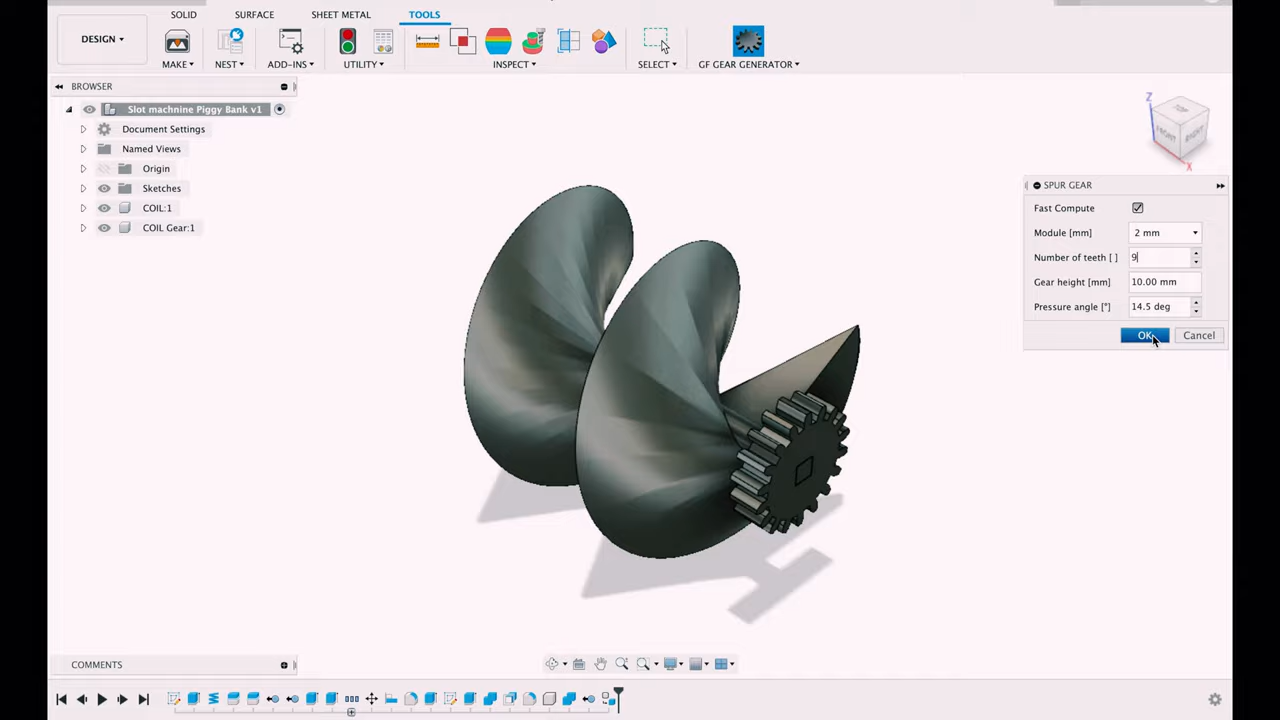 SOLID
SURFACE
SHEET METAL
TOOLS
DESIGN
MAKE
NEST
ADD-INS
UTILITY
INSPECT
SELECT
GF GEAR GENERATOR
BROWSER
Slot machnine Piggy Bank v1
Document Settings
Named Views
Origin
Sketches
COIL:1
COIL Gear:1
Z
TOP
FRONT
RIGHT
X
SPUR GEAR
Fast Compute
Module [mm] 2 mm
Number of teeth [ ] 9
Gear height [mm] 10.00 mm
Pressure angle [°] 14.5 deg
OK Cancel
COMMENTS